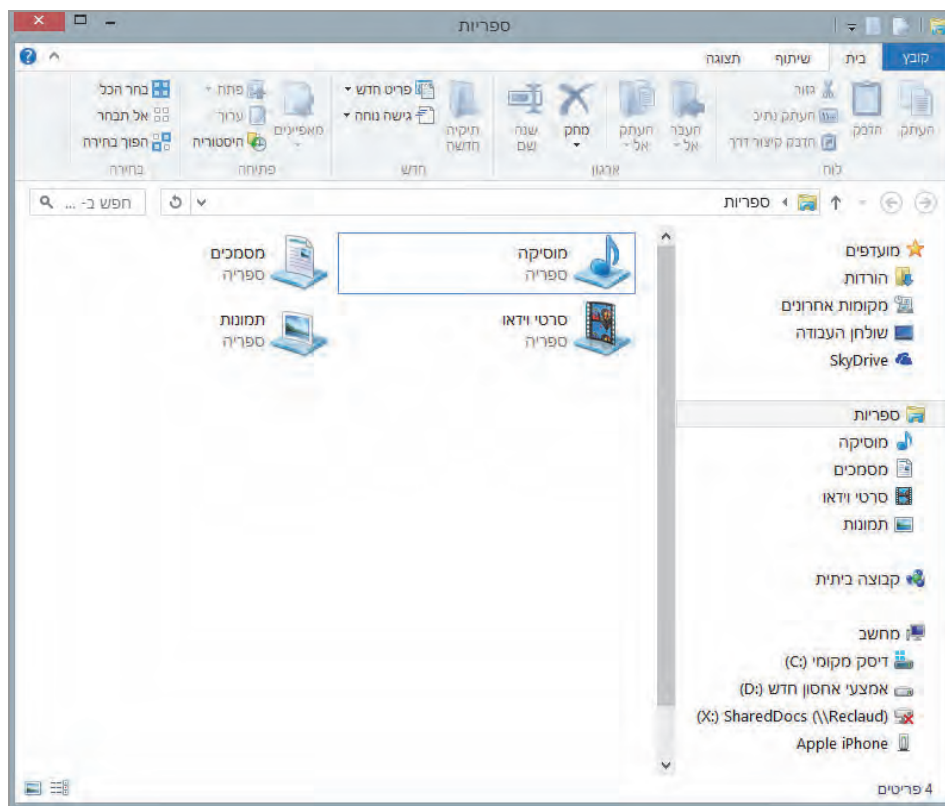 ספריות
קובץ בית שיתוף תצוגה
העתק
הדבק
גזור
העתק נתיב
הדבק קיצור דרך
לוח
העבר אל
העתק אל
מחק
שנה שם
ארגון
תיקיה חדשה
פריט חדש
גישה נוחה
חדש
מאפיינים
פתח
ערוך
היסטוריה
פתיחה
בחר הכל
אל תבחר
הפוך בחירה
בחירה
ספריות
חפש ב- ...
מועדפים
הורדות
מקומות אחרונים
שולחן העבודה
SkyDrive
ספריות
מוסיקה
מסמכים
סרטי וידאו
תמונות
קבוצה ביתית
מחשב
דיסק מקומי (C:)
אמצעי אחסון חדש (D:)
(X:) SharedDocs (\\Reclaud)
Apple iPhone
מוסיקה
ספריה
מסמכים
ספריה
סרטי וידאו
ספריה
תמונות
ספריה
4 פריטים